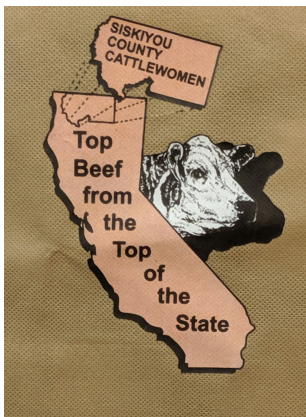 SISKIYOU
COUNTY
CATTLEWOMEN
Top
Beef
from
the
Top
of
the
State